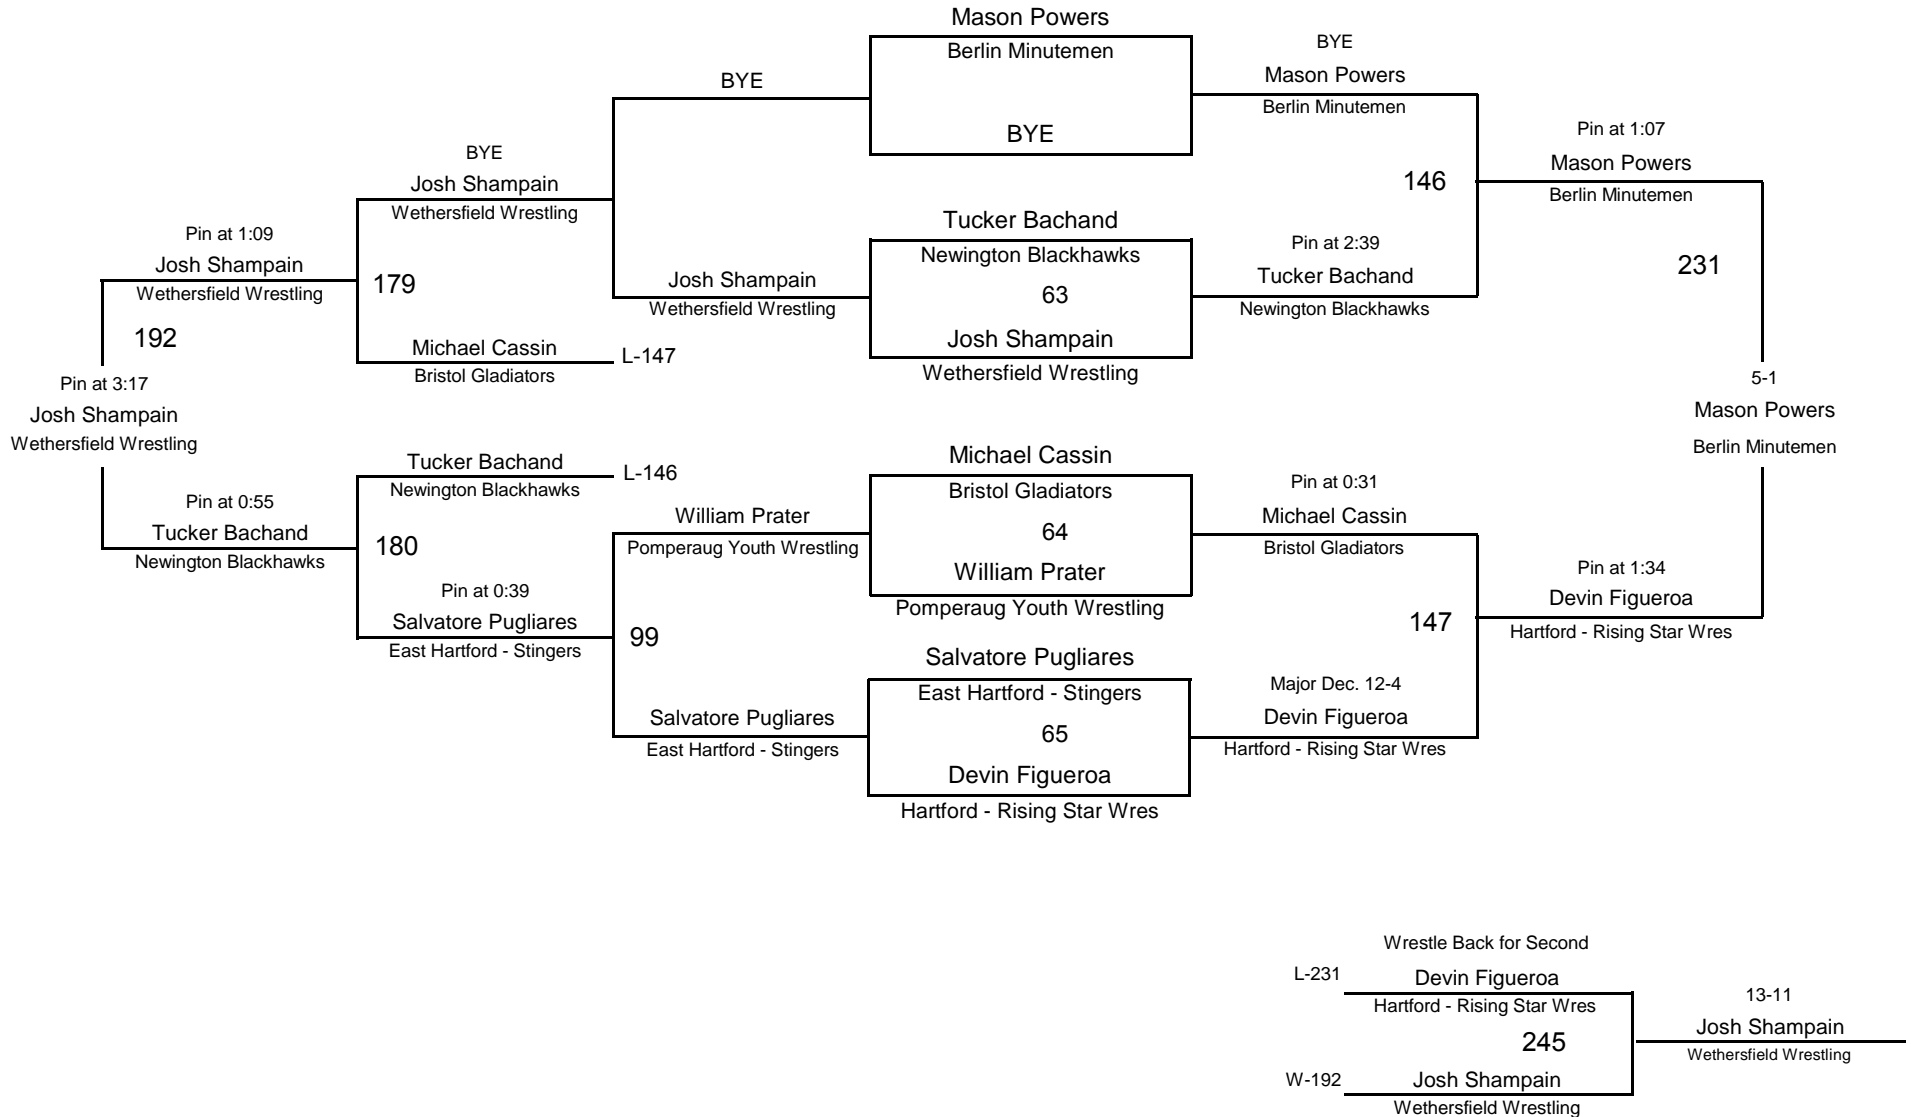 Mason Powers
Berlin Minutemen
BYE
BYE
Mason Powers
Berlin Minutemen
BYE
Pin at 1:07
Mason Powers
Berlin Minutemen
BYE
Josh Shampain
Wethersfield Wrestling
146
Tucker Bachand
Newington Blackhawks
63
Josh Shampain
Wethersfield Wrestling
Pin at 2:39
Tucker Bachand
Newington Blackhawks
231
Pin at 1:09
Josh Shampain
Wethersfield Wrestling
179
Josh Shampain
Wethersfield Wrestling
192
Michael Cassin
Bristol Gladiators
L-147
Pin at 3:17
Josh Shampain
Wethersfield Wrestling
5-1
Mason Powers
Berlin Minutemen
Tucker Bachand
Newington Blackhawks
L-146
Michael Cassin
Bristol Gladiators
64
William Prater
Pomperaug Youth Wrestling
Pin at 0:31
Michael Cassin
Bristol Gladiators
Pin at 0:55
Tucker Bachand
Newington Blackhawks
180
William Prater
Pomperaug Youth Wrestling
Pin at 0:39
Salvatore Pugliares
East Hartford - Stingers
99
147
Pin at 1:34
Devin Figueroa
Hartford - Rising Star Wres
Salvatore Pugliares
East Hartford - Stingers
65
Devin Figueroa
Hartford - Rising Star Wres
Major Dec. 12-4
Devin Figueroa
Hartford - Rising Star Wres
Salvatore Pugliares
East Hartford - Stingers
Wrestle Back for Second
L-231
Devin Figueroa
Hartford - Rising Star Wres
245
13-11
Josh Shampain
Wethersfield Wrestling
W-192
Josh Shampain
Wethersfield Wrestling